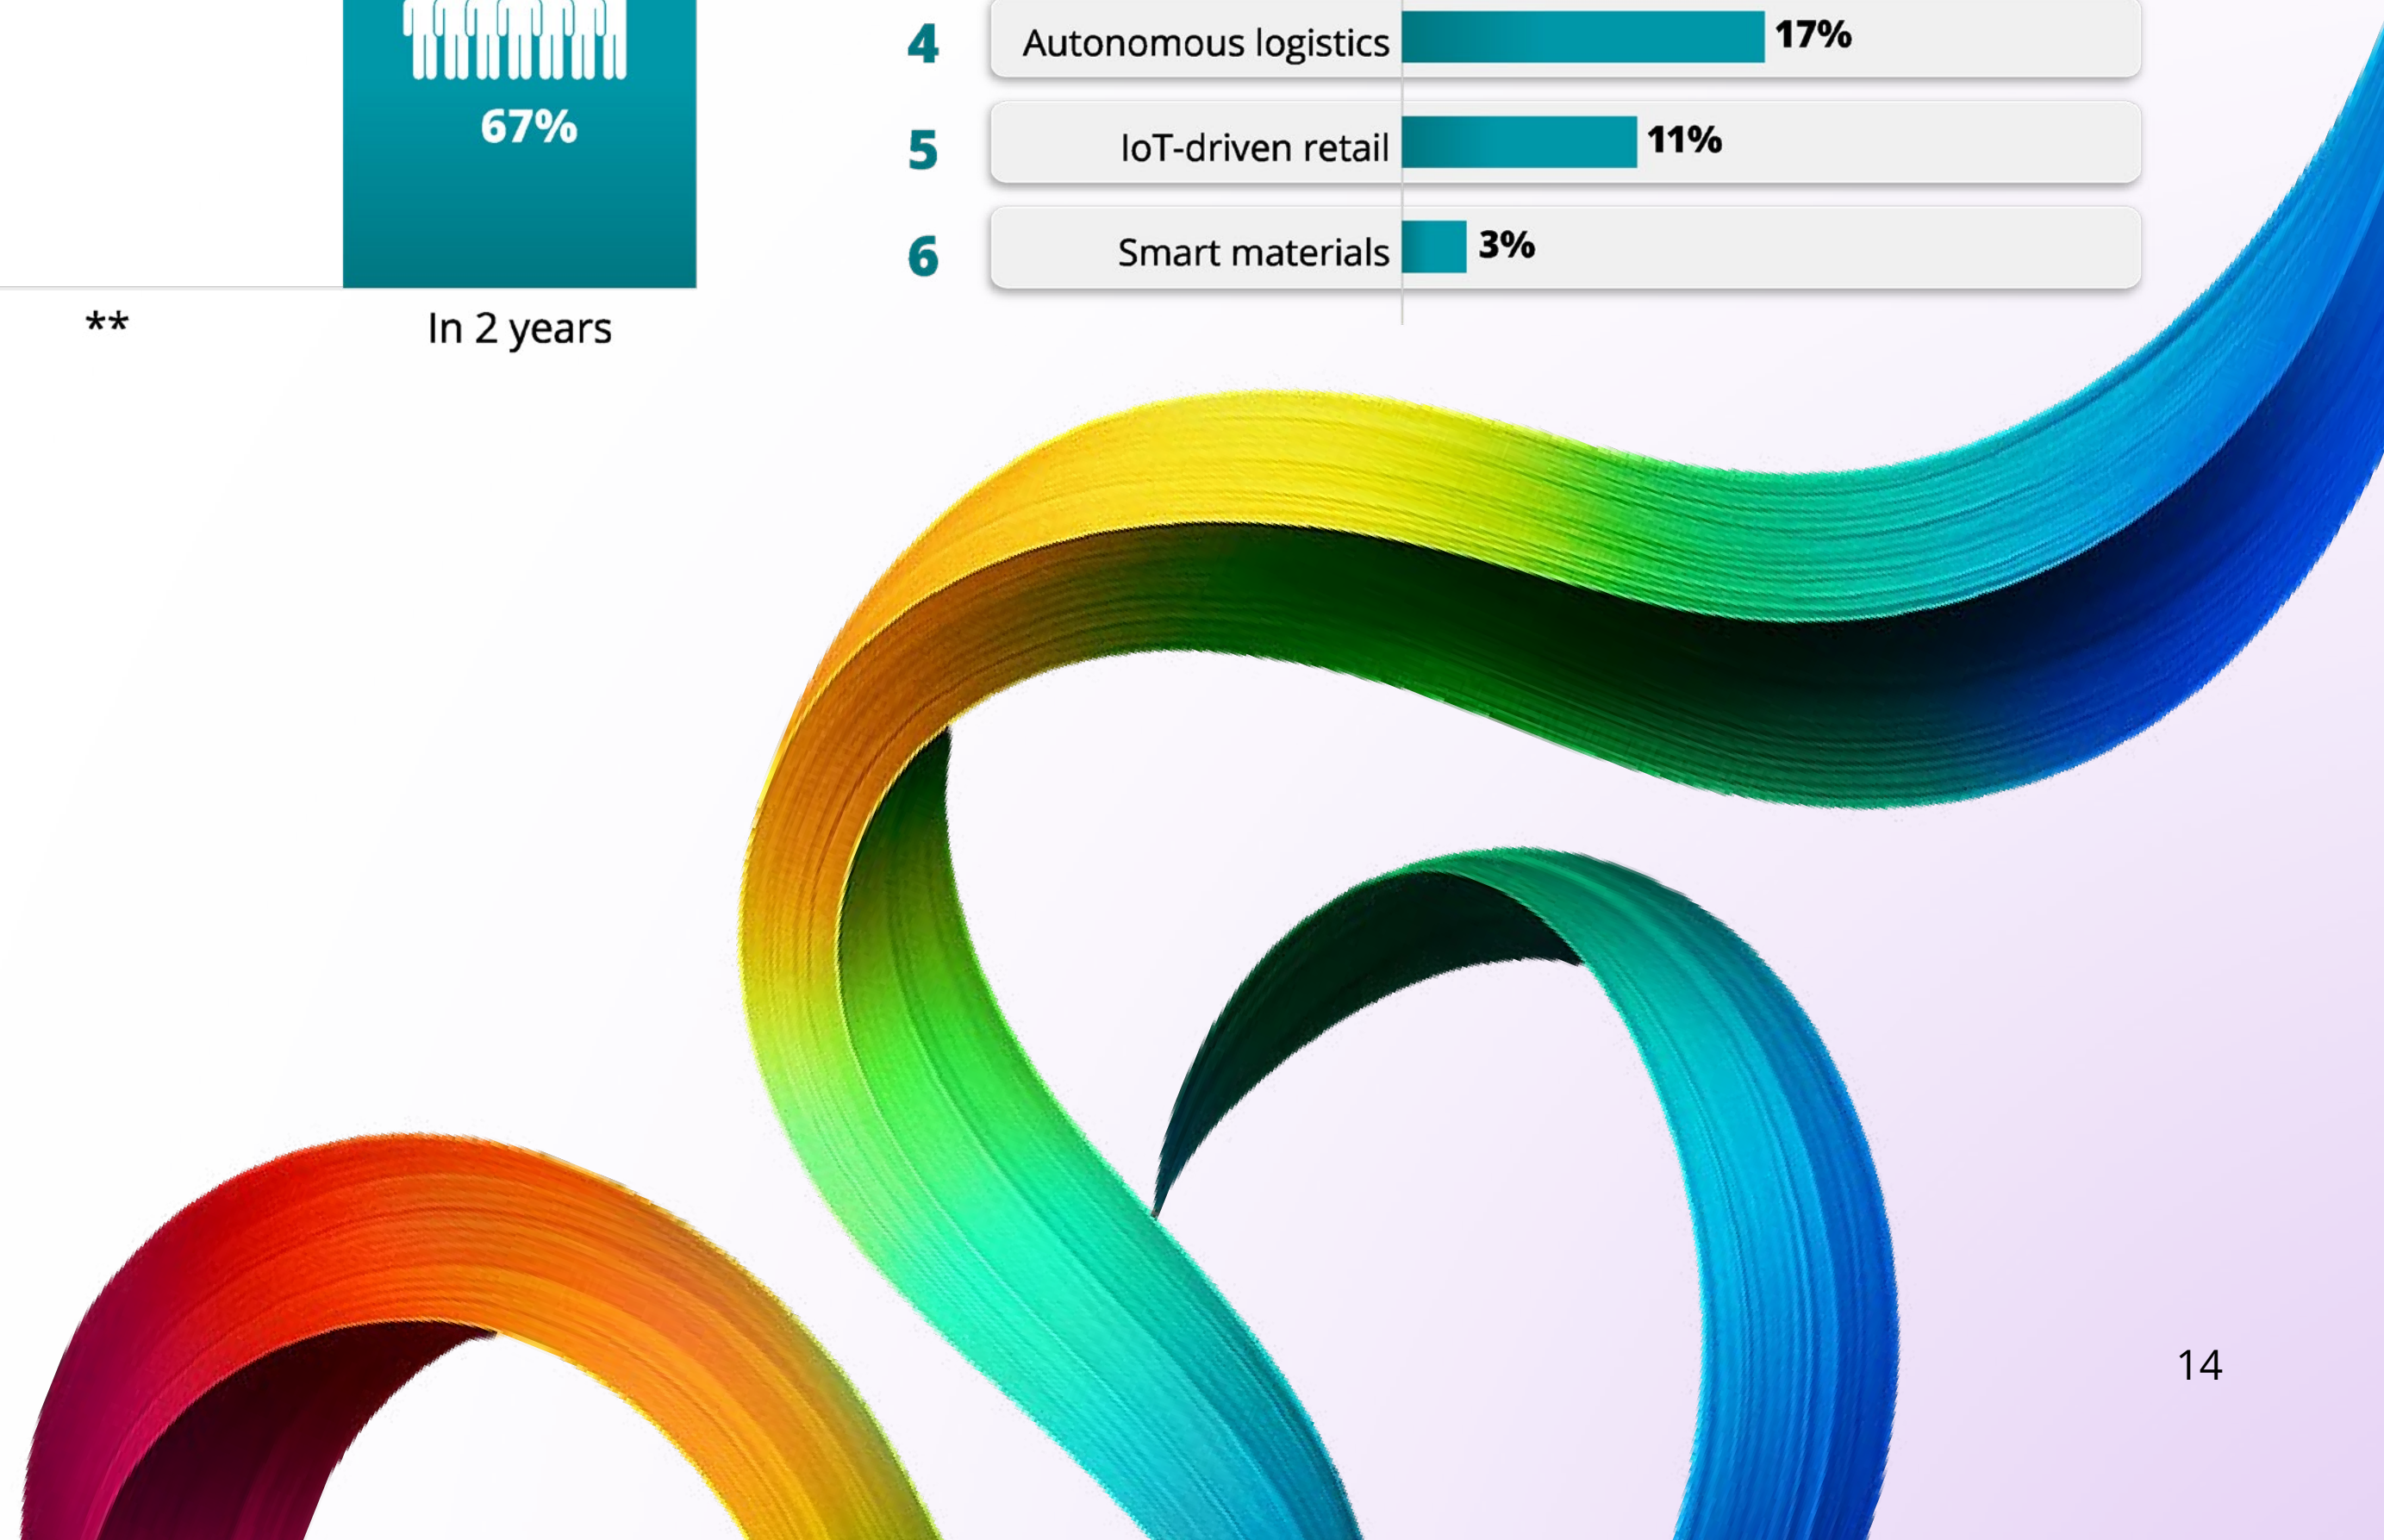 67%
** In 2 years
4 Autonomous logistics 17%
5 IoT-driven retail 11%
6 Smart materials 3%
14